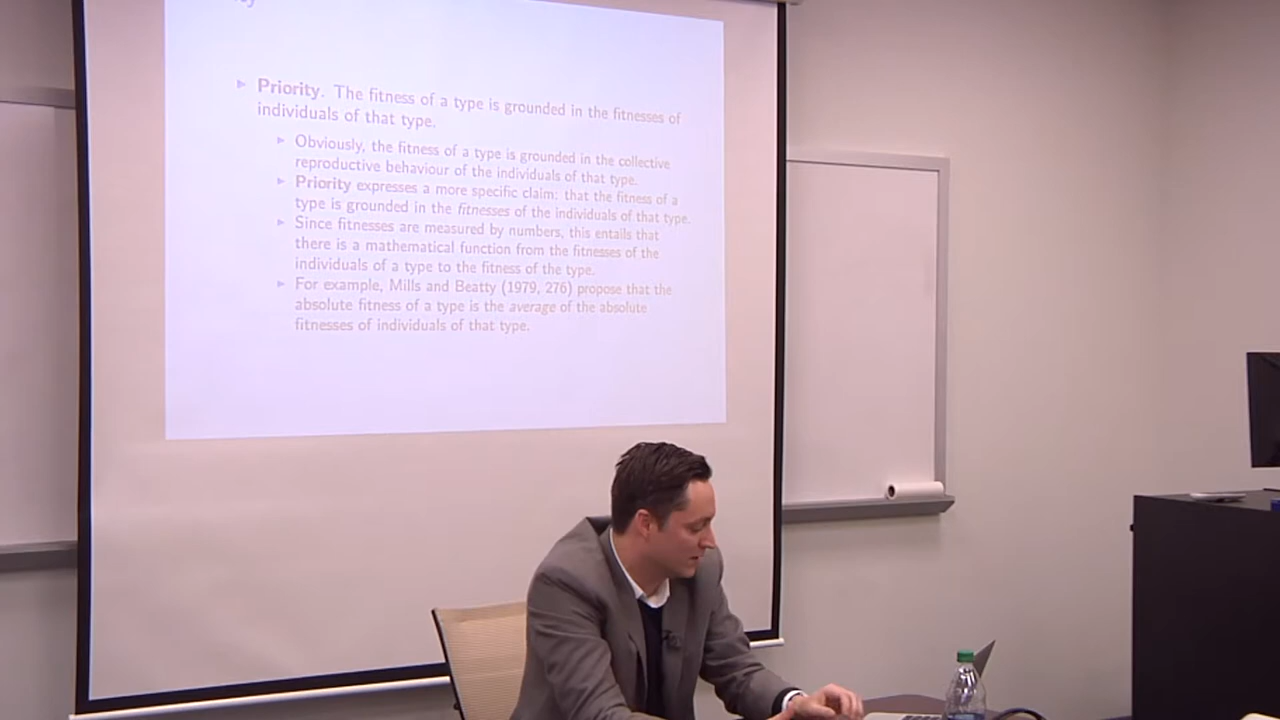 ▸ Priority. The fitness of a type is grounded in the fitnesses of
individuals of that type.
▸ Obviously, the fitness of a type is grounded in the collective
reproductive behaviour of the individuals of that type.
▸ Priority expresses a more specific claim: that the fitness of a
type is grounded in the fitnesses of the individuals of that type.
▸ Since fitnesses are measured by numbers, this entails that
there is a mathematical function from the fitnesses of the
individuals of a type to the fitness of the type.
▸ For example, Mills and Beatty (1979, 276) propose that the
absolute fitness of a type is the average of the absolute
fitnesses of individuals of that type.